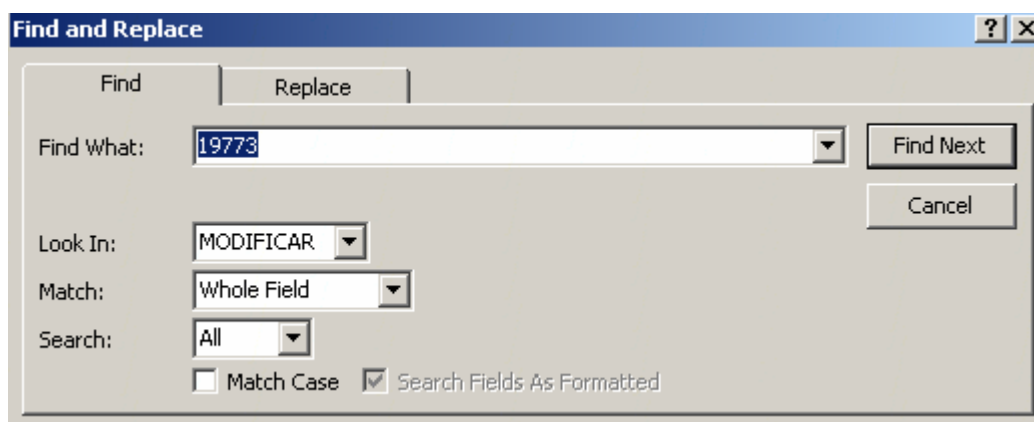 Find and Replace
Find Replace
Find What: 19773 Find Next
Cancel
Look In: MODIFICAR
Match: Whole Field
Search: All
Match Case Search Fields As Formatted